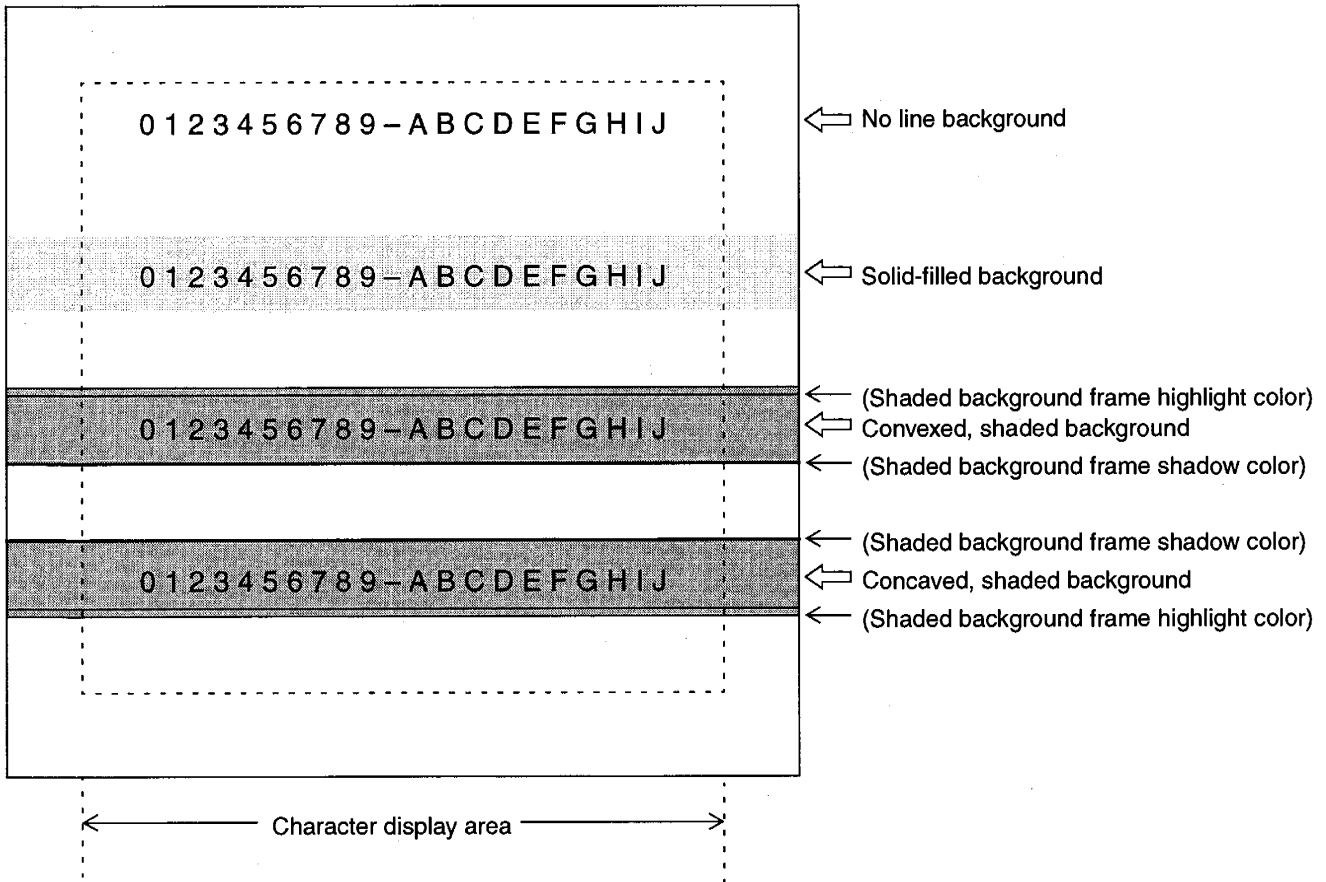 0123456789–ABCDEFGHIJ
No line background
0123456789–ABCDEFGHIJ
Solid-filled background
(Shaded background frame highlight color)
0123456789–ABCDEFGHIJ
Convexed, shaded background
(Shaded background frame shadow color)
(Shaded background frame shadow color)
0123456789–ABCDEFGHIJ
Concaved, shaded background
(Shaded background frame highlight color)
Character display area